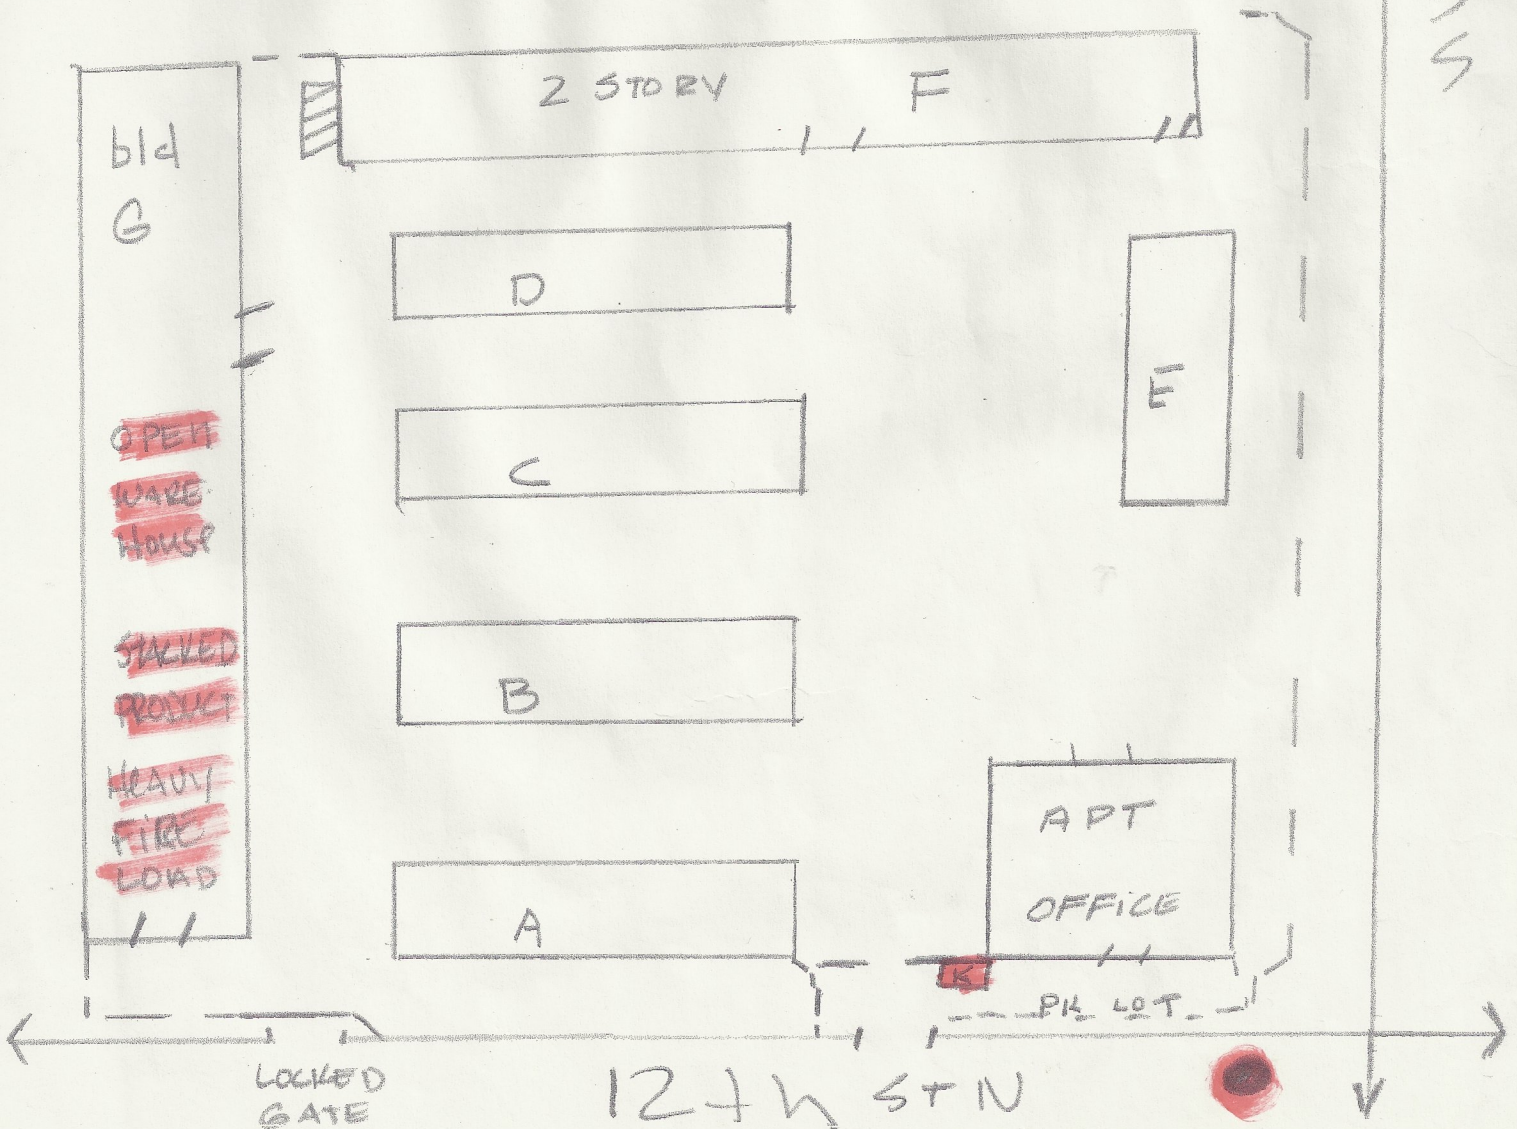 S
2 STORY F
bld
G
D
E
C
OPEN
WARE
HOUSE
STACKED
PRODUCT
B
HEAVY
FIRE
LOAD
APT
OFFICE
A
K
PK LOT
LOCKED
GATE
12th ST N